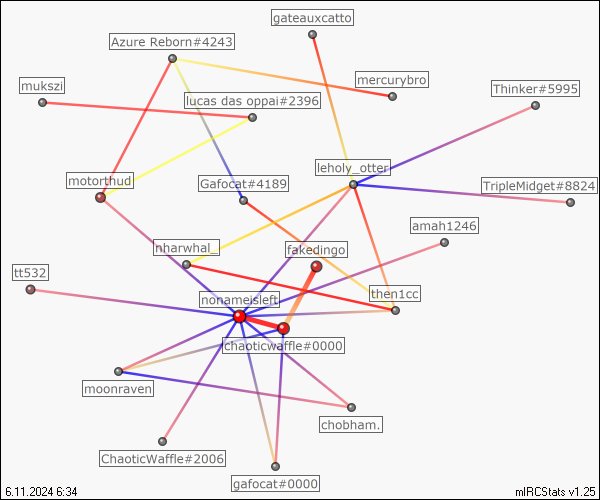 gateauxcatto
Azure Reborn#4243
mercurybro
mukszi
Thinker#5995
lucas das oppai#2396
leholy_otter
motorthud
Gafocat#4189
TripleMidget#8824
amah1246
nharwhal_
fakedingo
tt532
nonameisleft
then1cc
chaoticwaffle#0000
moonraven
chobham.
ChaoticWaffle#2006
gafocat#0000
6.11.2024 6:34
mIRCStats v1.25